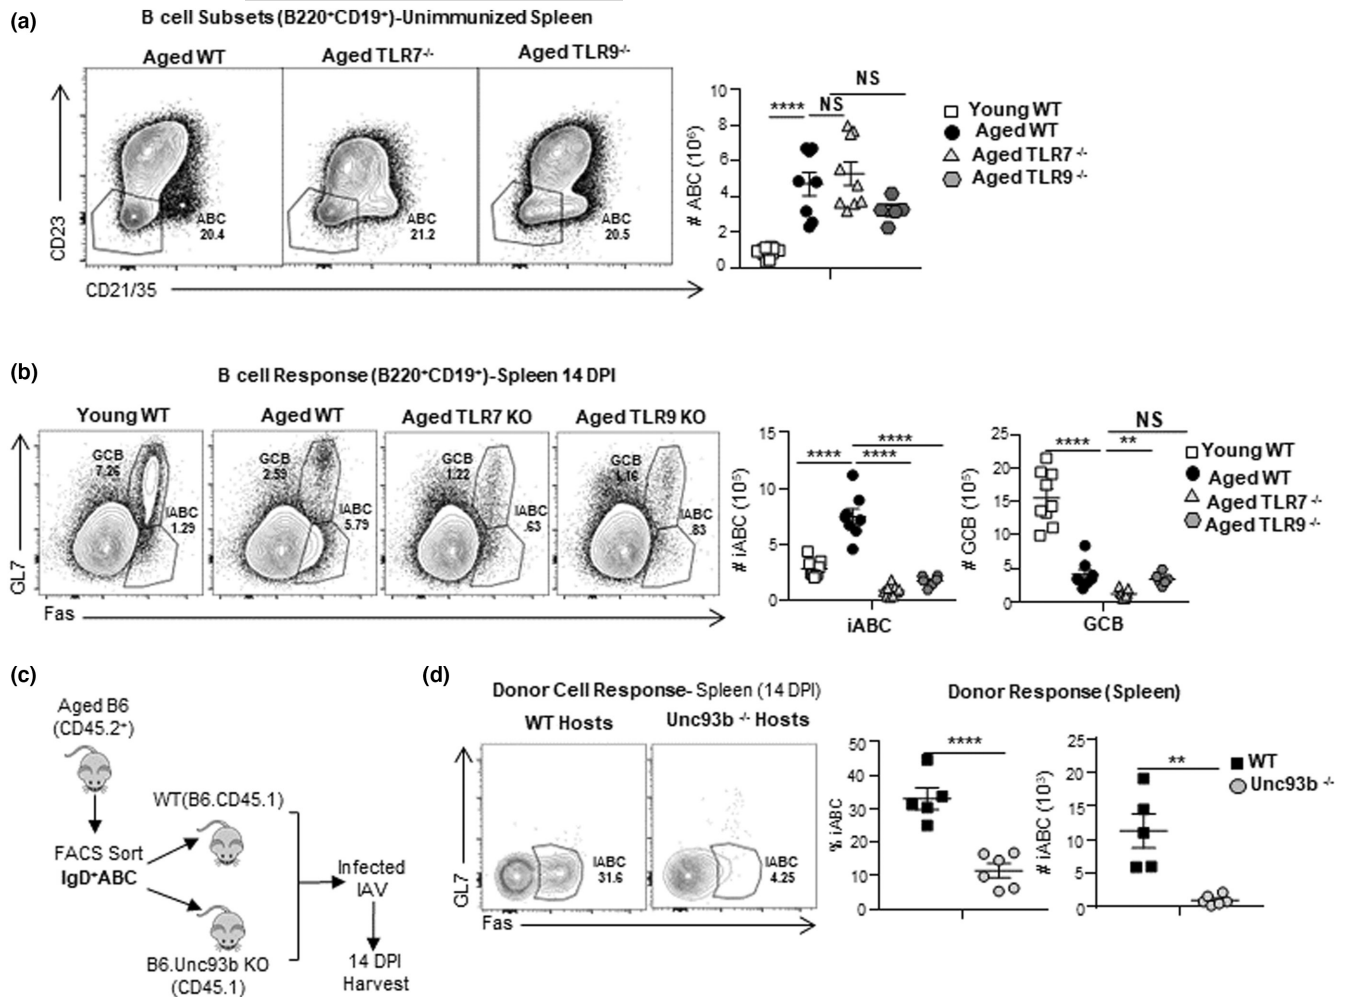 (a)
B cell Subsets (B220⁺CD19⁺)-Unimmunized Spleen
Aged WT
Aged TLR7⁻/⁻
Aged TLR9⁻/⁻
CD23
ABC
20.4
ABC
21.2
ABC
20.5
CD21/35
# ABC (10⁶)
10
8
6
4
2
0
****
NS
NS
Young WT
Aged WT
Aged TLR7 ⁻/⁻
Aged TLR9 ⁻/⁻
(b)
B cell Response (B220⁺CD19⁺)-Spleen 14 DPI
Young WT
Aged WT
Aged TLR7 KO
Aged TLR9 KO
GL7
GCB
7.26
IABC
1.29
GCB
2.59
IABC
5.79
GCB
1.22
IABC
.63
GCB
1.16
IABC
.83
Fas
# iABC (10⁵)
15
10
5
0
****
****
****
iABC
# GCB (10⁵)
25
20
15
10
5
0
****
**
NS
GCB
Young WT
Aged WT
Aged TLR7 ⁻/⁻
Aged TLR9 ⁻/⁻
(c)
Aged B6
(CD45.2⁺)
FACS Sort
IgD⁺ABC
WT(B6.CD45.1)
B6.Unc93b KO
(CD45.1)
Infected
IAV
14 DPI
Harvest
(d)
Donor Cell Response- Spleen (14 DPI)
WT Hosts
Unc93b ⁻/⁻ Hosts
GL7
IABC
31.6
IABC
4.25
Fas
Donor Response (Spleen)
% iABC
50
40
30
20
10
0
****
# iABC (10³)
25
20
15
10
5
0
**
WT
Unc93b ⁻/⁻